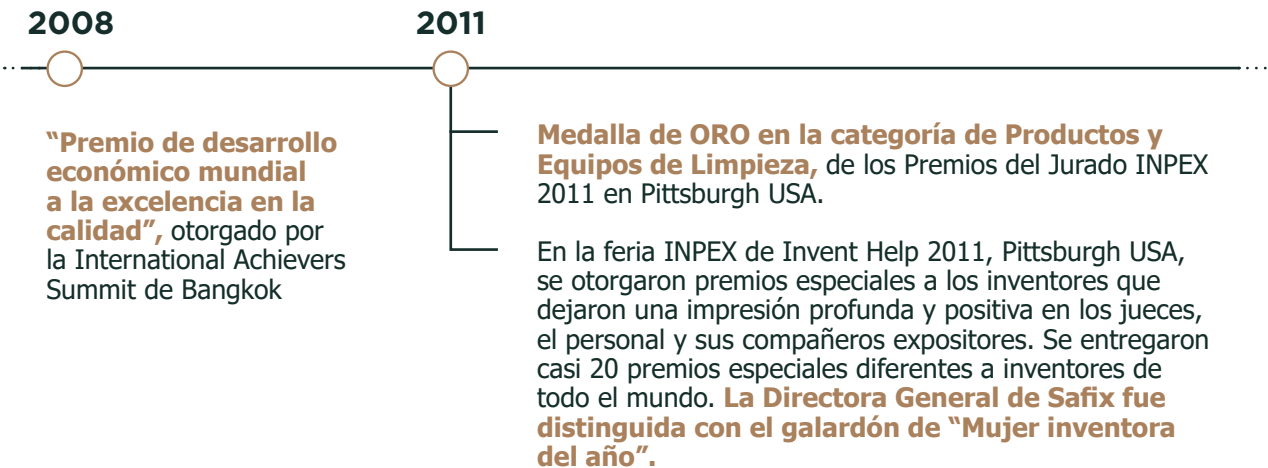 2008
"Premio de desarrollo
económico mundial
a la excelencia en la
calidad", otorgado por
la International Achievers
Summit de Bangkok
2011
Medalla de ORO en la categoría de Productos y
Equipos de Limpieza, de los Premios del Jurado INPEX
2011 en Pittsburgh USA.
En la feria INPEX de Invent Help 2011, Pittsburgh USA,
se otorgaron premios especiales a los inventores que
dejaron una impresión profunda y positiva en los jueces,
el personal y sus compañeros expositores. Se entregaron
casi 20 premios especiales diferentes a inventores de
todo el mundo. La Directora General de Safix fue
distinguida con el galardón de "Mujer inventora
del año".